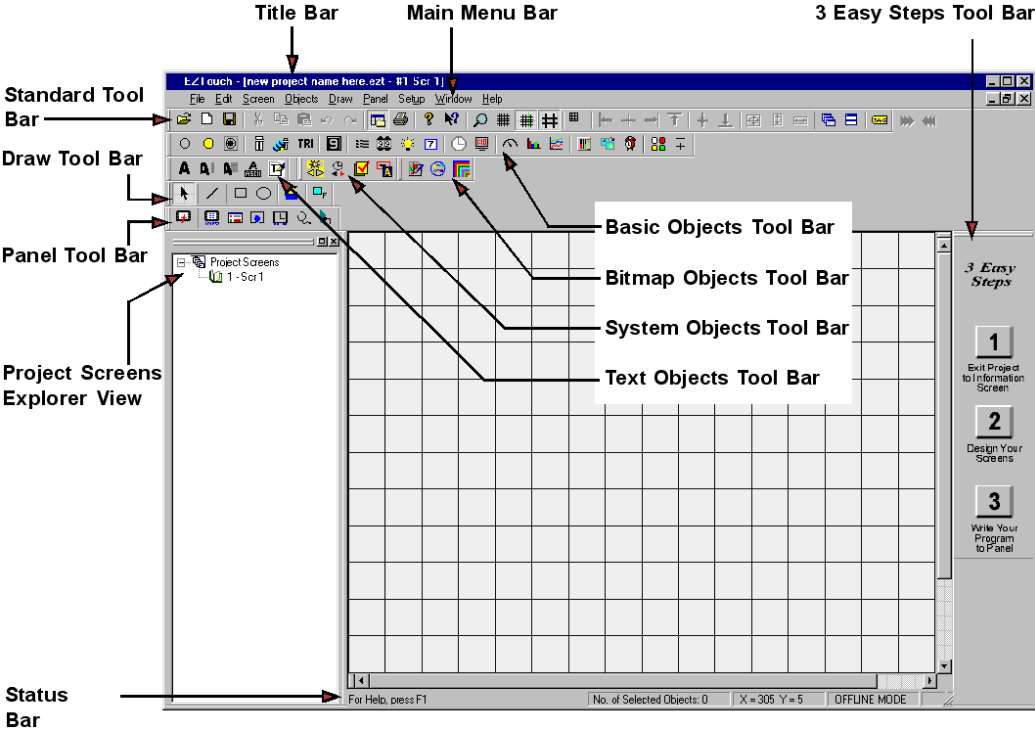 Title Bar
Main Menu Bar
3 Easy Steps Tool Bar
EZTouch - [new project name here.ezt - #1 Scr 1]
File Edit Screen Objects Draw Panel Setup Window Help
Standard Tool
Bar
TRI
Draw Tool Bar
A A A A
ASCII
F
INFO
Panel Tool Bar
Project Screens
1 - Scr 1
Basic Objects Tool Bar
Bitmap Objects Tool Bar
System Objects Tool Bar
Text Objects Tool Bar
3 Easy
Steps
1
Exit Project
to Information
Screen
2
Design Your
Screens
3
Write Your
Program
to Panel
Project Screens
Explorer View
Status
Bar
For Help, press F1
No. of Selected Objects: 0
X = 305 Y = 5
OFFLINE MODE